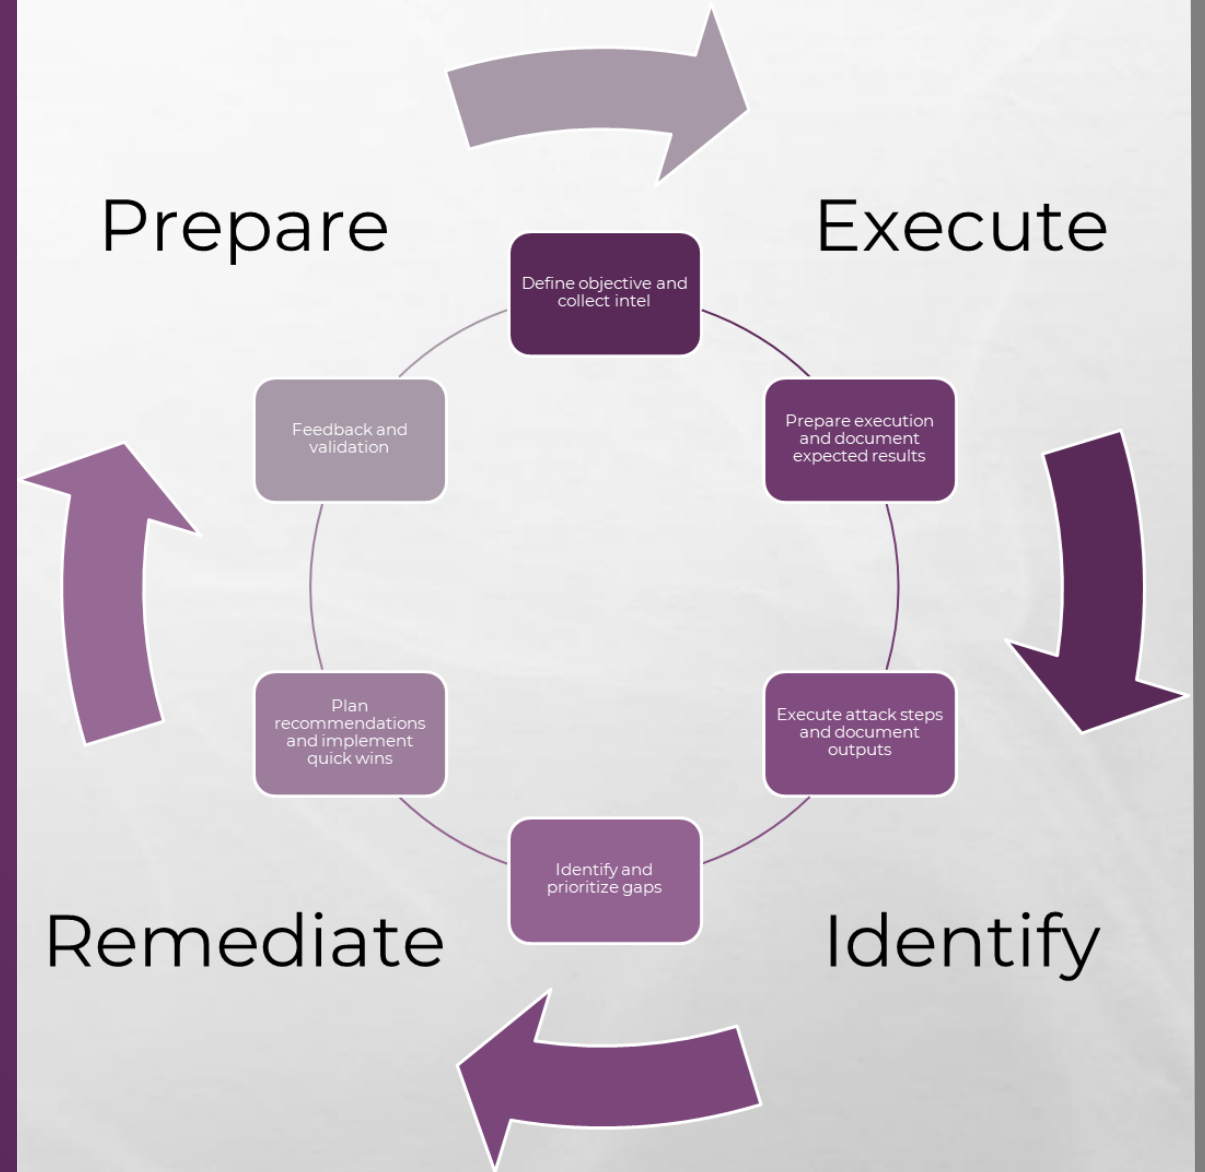 Prepare
Execute
Define objective and
collect intel
Feedback and
validation
Prepare execution
and document
expected results
Plan
recommendations
and implement
quick wins
Execute attack steps
and document
outputs
Identify and
prioritize gaps
Remediate
Identify